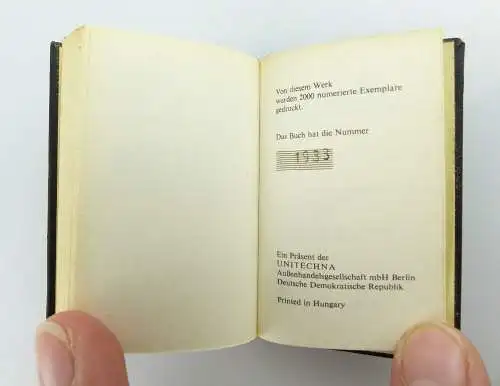 Von diesem Werk
wurden 2000 numerierte Exemplare
gedruckt.
Das Buch hat die Nummer
1933
Ein Präsent der
UNITECHNA
Außenhandelsgesellschaft mbH Berlin
Deutsche Demokratische Republik
Printed in Hungary